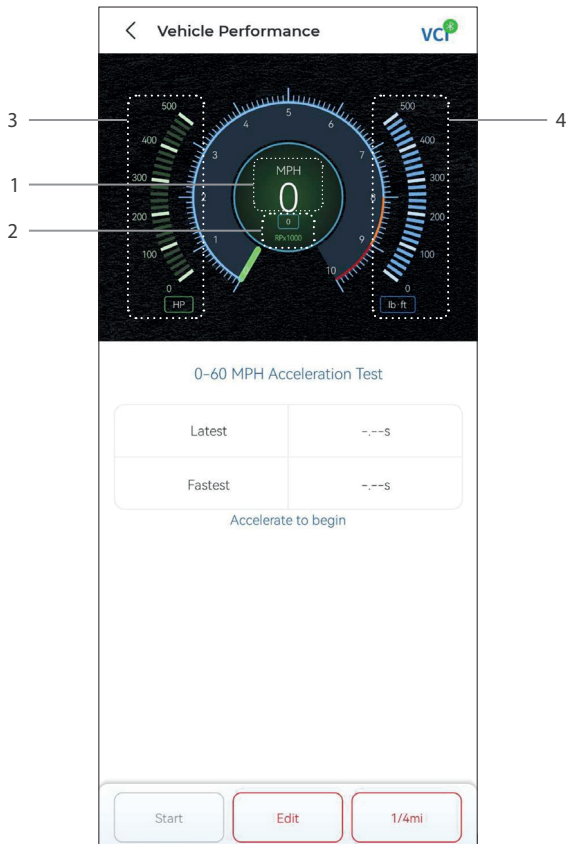 Vehicle Performance
VCI
3
4
1
2
500
400
300
200
100
0
HP
1
2
3
4
5
6
7
8
9
10
MPH
0
0
RPx1000
500
400
300
200
100
0
lb·ft
0-60 MPH Acceleration Test
Latest -.--s
Fastest -.--s
Accelerate to begin
Start Edit 1/4mi